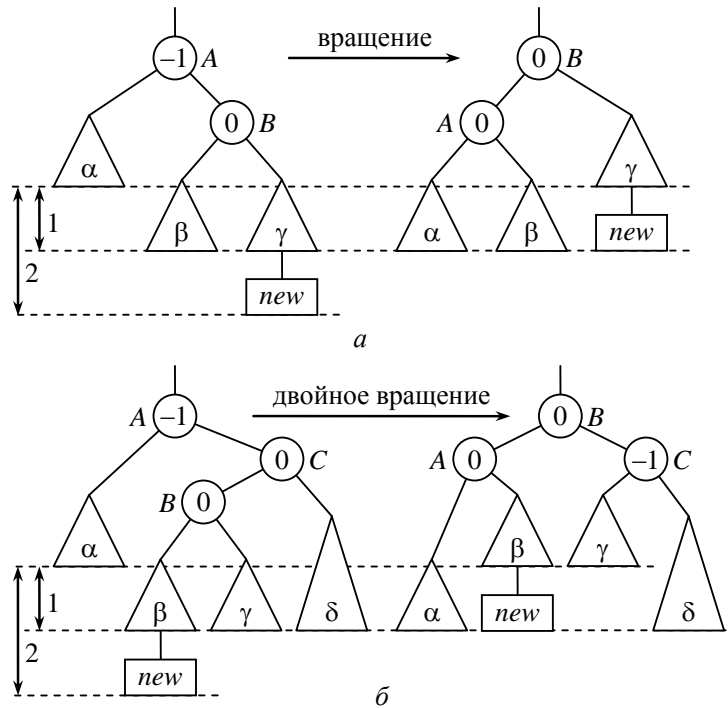 вращение
–1 A
0 B
0 B
A 0
α
γ
β
γ
α
β
new
new
1
2
а
двойное вращение
A –1
0 B
0 C
A 0
–1 C
B 0
α
β
γ
β
γ
δ
α
δ
new
new
1
2
б